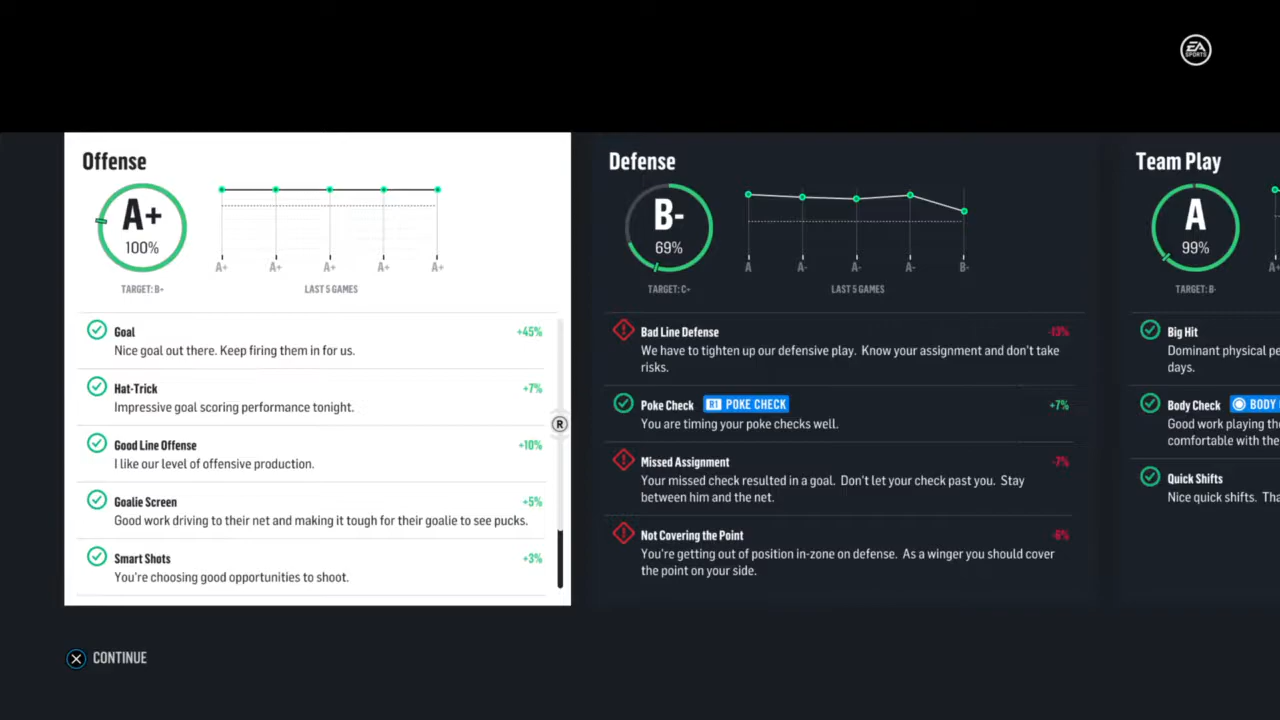 EA
SPORTS
Offense
A+
100%
TARGET: B+
A+ A+ A+ A+ A+
LAST 5 GAMES
Goal +45%
Nice goal out there. Keep firing them in for us.
Hat-Trick +7%
Impressive goal scoring performance tonight.
Good Line Offense +10%
I like our level of offensive production.
Goalie Screen +5%
Good work driving to their net and making it tough for their goalie to see pucks.
Smart Shots +3%
You're choosing good opportunities to shoot.
R
Defense
B-
69%
TARGET: C+
A A- A- A- B-
LAST 5 GAMES
Bad Line Defense -13%
We have to tighten up our defensive play. Know your assignment and don't take
risks.
Poke Check R1 POKE CHECK +7%
You are timing your poke checks well.
Missed Assignment -7%
Your missed check resulted in a goal. Don't let your check past you. Stay
between him and the net.
Not Covering the Point -6%
You're getting out of position in-zone on defense. As a winger you should cover
the point on your side.
Team Play
A
99%
TARGET: B-
Big Hit
Dominant physical pe
days.
Body Check BODY
Good work playing the
comfortable with the
Quick Shifts
Nice quick shifts. Tha
CONTINUE